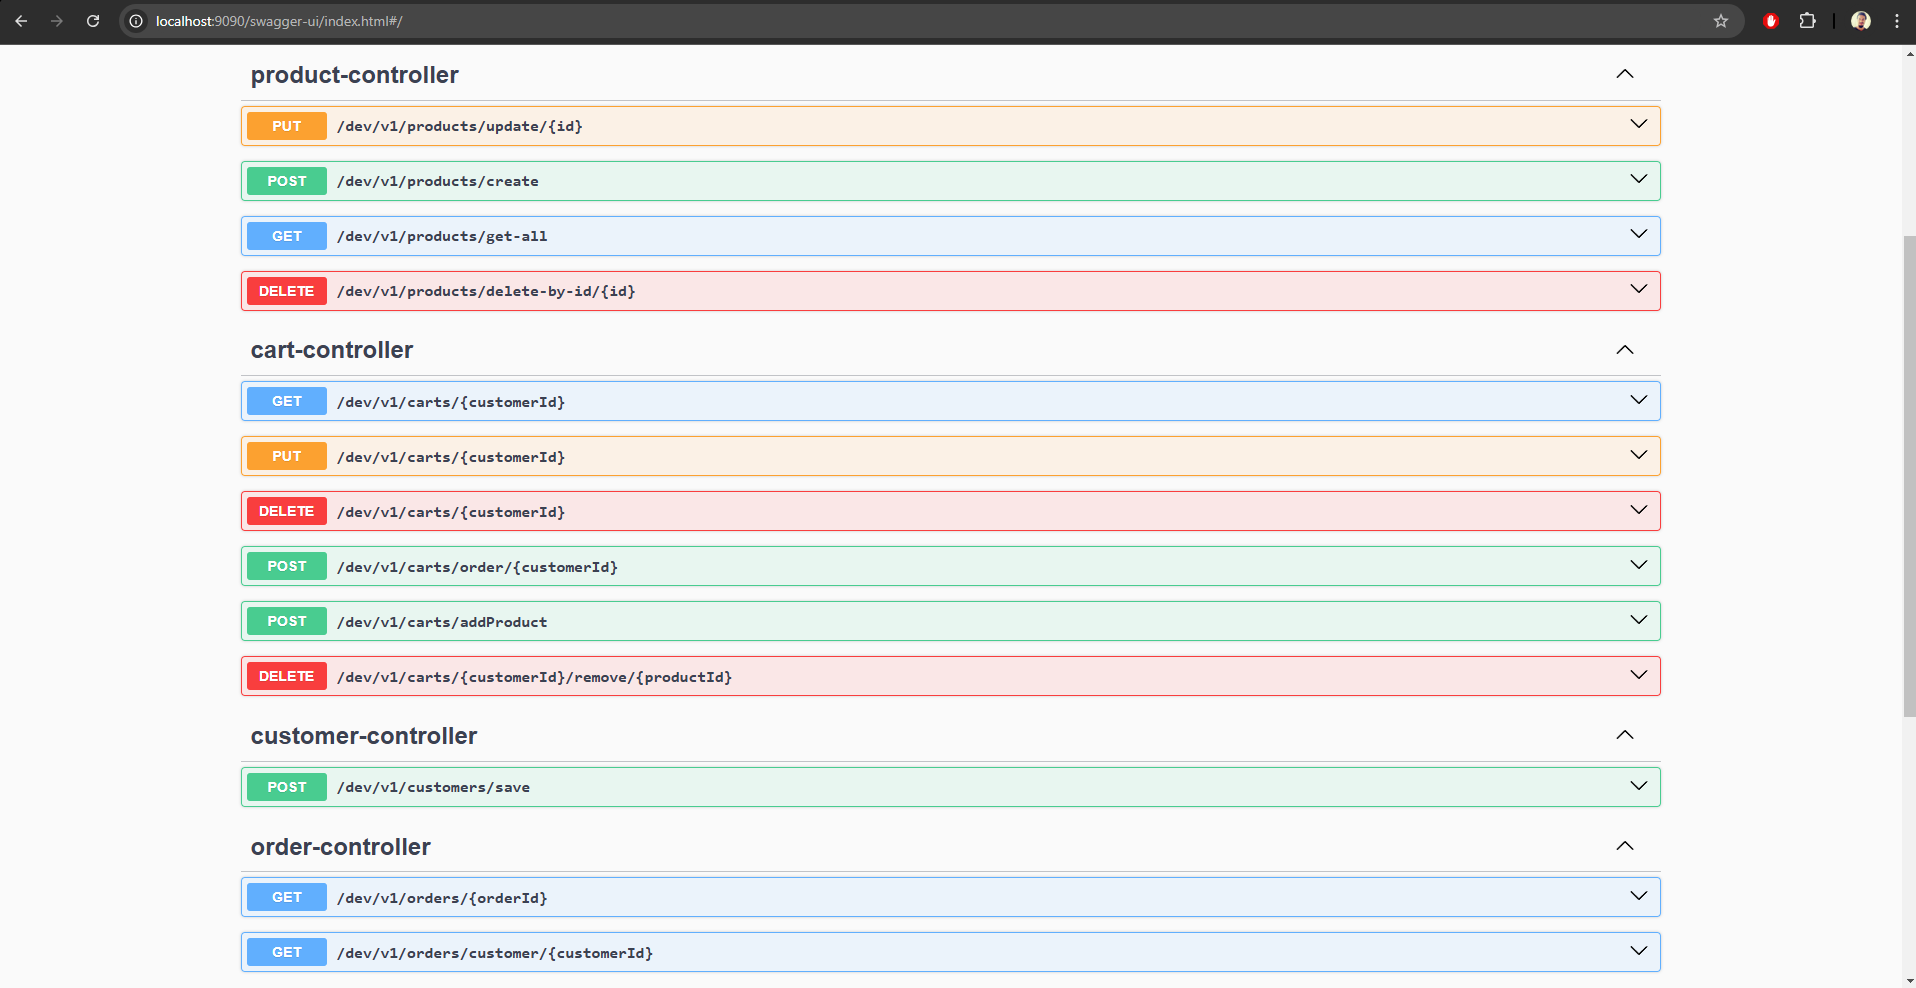 localhost:9090/swagger-ui/index.html#/
product-controller
PUT /dev/v1/products/update/{id}
POST /dev/v1/products/create
GET /dev/v1/products/get-all
DELETE /dev/v1/products/delete-by-id/{id}
cart-controller
GET /dev/v1/carts/{customerId}
PUT /dev/v1/carts/{customerId}
DELETE /dev/v1/carts/{customerId}
POST /dev/v1/carts/order/{customerId}
POST /dev/v1/carts/addProduct
DELETE /dev/v1/carts/{customerId}/remove/{productId}
customer-controller
POST /dev/v1/customers/save
order-controller
GET /dev/v1/orders/{orderId}
GET /dev/v1/orders/customer/{customerId}